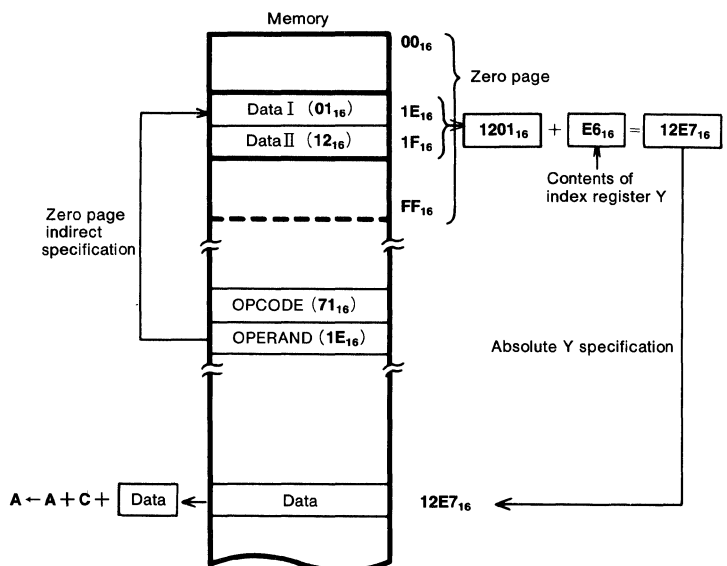 Memory
00₁₆
Zero page
Data I (01₁₆)
1E₁₆
1201₁₆ + E6₁₆ = 12E7₁₆
Data II (12₁₆)
1F₁₆
Contents of
index register Y
FF₁₆
Zero page
indirect
specification
OPCODE (71₁₆)
OPERAND (1E₁₆)
Absolute Y specification
A ← A + C + Data
Data
12E7₁₆